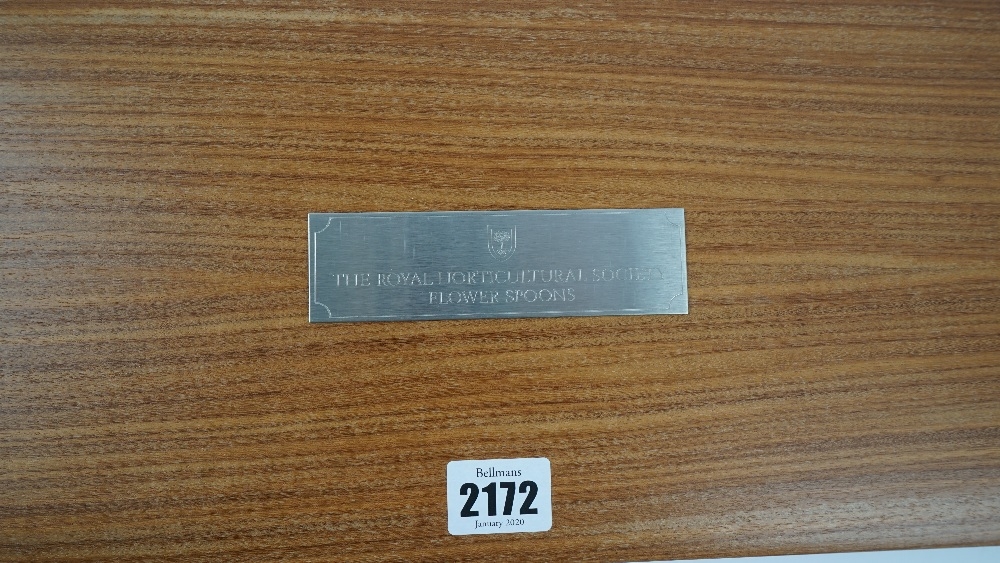 THE ROYAL HORTICULTURAL SOCIETY
FLOWER SPOONS
Bellmans
2172
January 2020